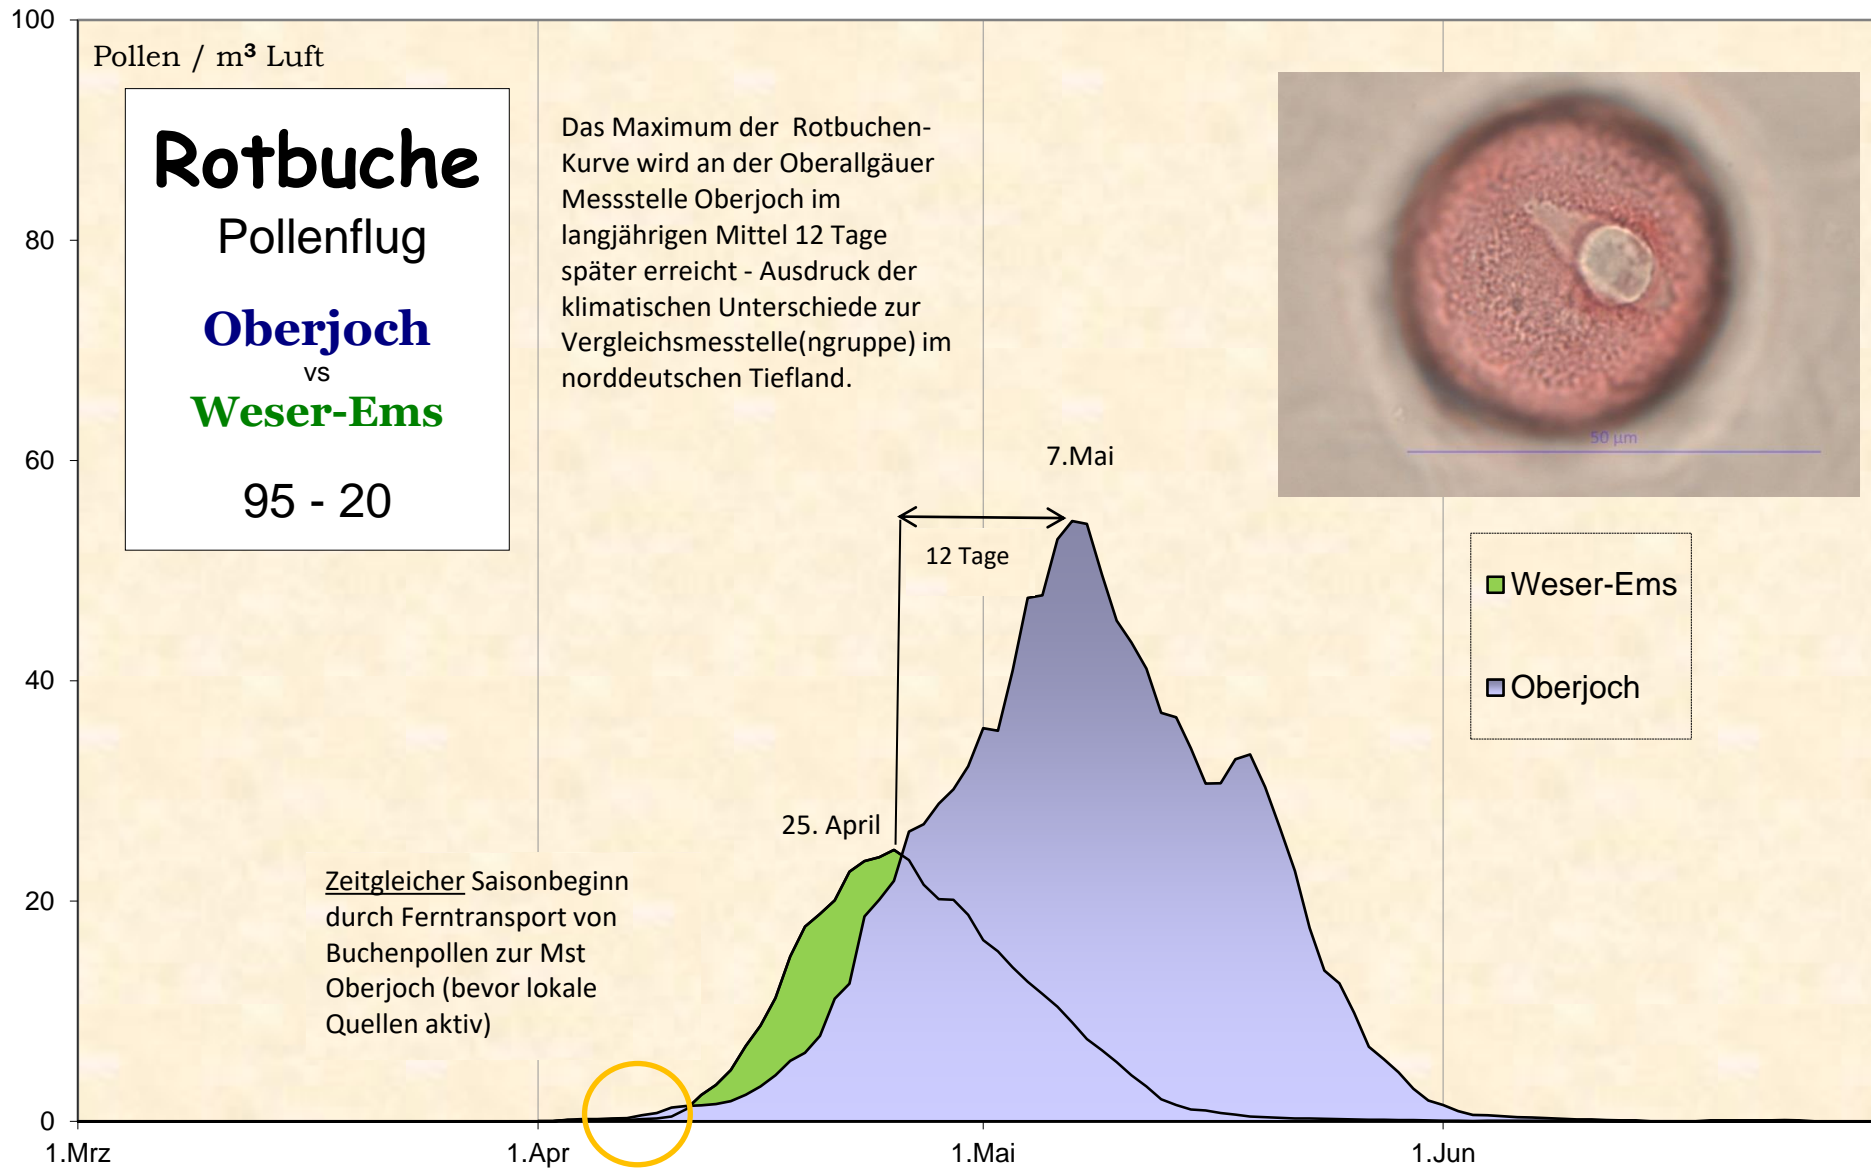 100
80
60
40
20
0
Pollen / m³ Luft
Rotbuche
Pollenflug
Oberjoch
vs
Weser-Ems
95 - 20
Das Maximum der Rotbuchen-
Kurve wird an der Oberallgäuer
Messstelle Oberjoch im
langjährigen Mittel 12 Tage
später erreicht - Ausdruck der
klimatischen Unterschiede zur
Vergleichsmesstelle(ngruppe) im
norddeutschen Tiefland.
50 µm
7.Mai
12 Tage
Weser-Ems
Oberjoch
25. April
Zeitgleicher Saisonbeginn
durch Ferntransport von
Buchenpollen zur Mst
Oberjoch (bevor lokale
Quellen aktiv)
1.Mrz
1.Apr
1.Mai
1.Jun